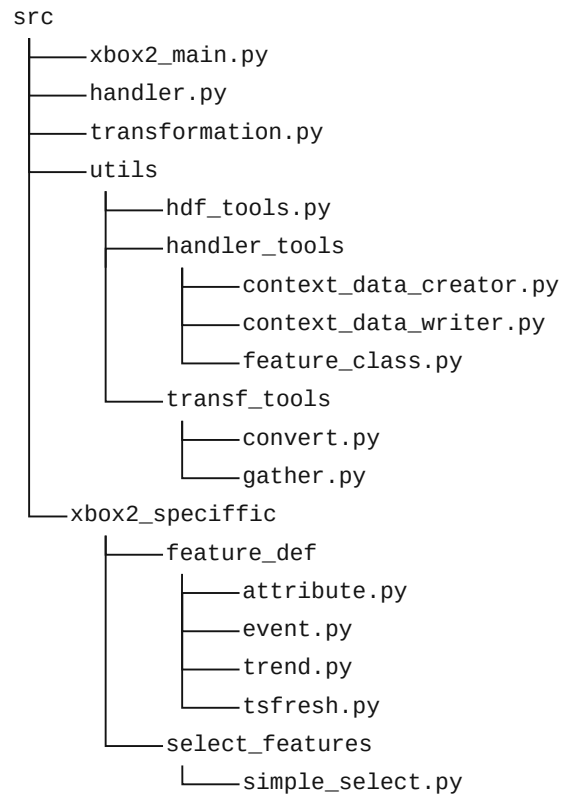 src
xbox2_main.py
handler.py
transformation.py
utils
hdf_tools.py
handler_tools
context_data_creator.py
context_data_writer.py
feature_class.py
transf_tools
convert.py
gather.py
xbox2_speciffic
feature_def
attribute.py
event.py
trend.py
tsfresh.py
select_features
simple_select.py